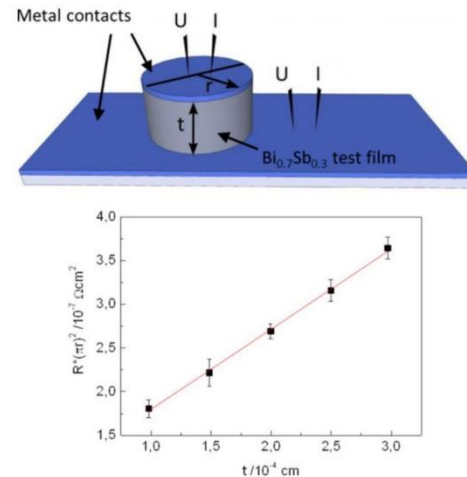 Metal contacts
U I
r
U I
t
Bi₀.₇Sb₀.₃ test film
4,0
3,5
3,0
2,5
2,0
1,5
R*(πr)² /10⁻⁷ Ωcm²
1,0 1,5 2,0 2,5 3,0
t /10⁻⁴ cm